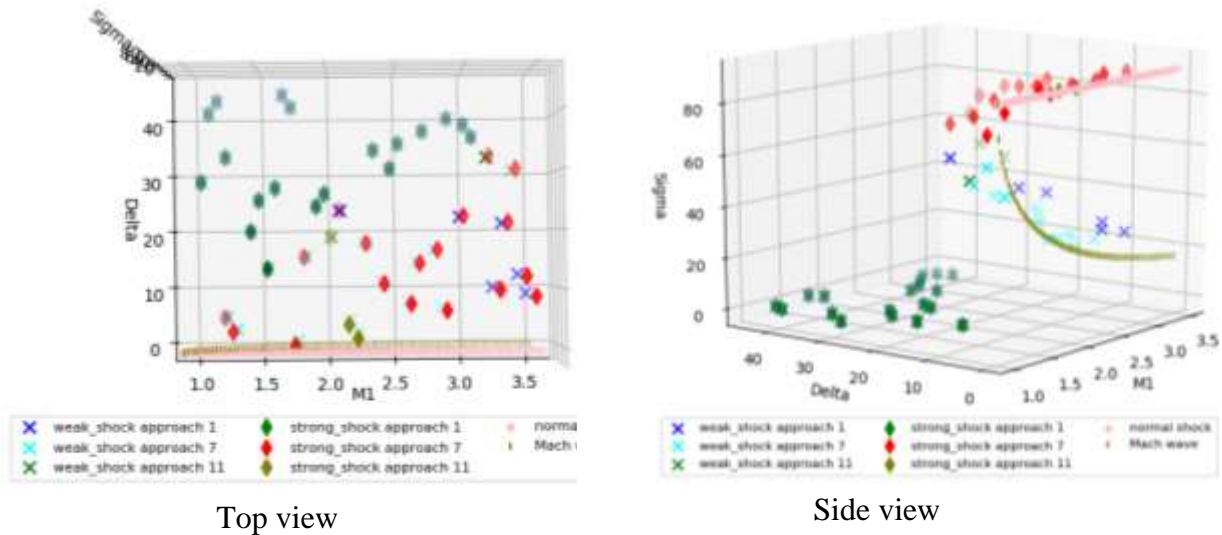 Sigma
40
30
20
10
0
Delta
1.0 1.5 2.0 2.5 3.0 3.5
M1
weak_shock approach 1
weak_shock approach 7
weak_shock approach 11
strong_shock approach 1
strong_shock approach 7
strong_shock approach 11
norma
Mach
Top view
80
60
40
20
0
Sigma
40 30 20 10 0
Delta
1.0 1.5 2.0 2.5 3.0 3.5
M1
weak_shock approach 1
weak_shock approach 7
weak_shock approach 11
strong_shock approach 1
strong_shock approach 7
strong_shock approach 11
normal shock
Mach wave
Side view